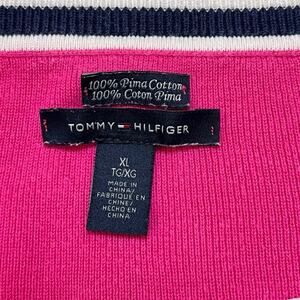 100% Pima Cotton
100% Coton Pima
TOMMY HILFIGER
XL
TG/XG
MADE IN
CHINA/
FABRIQUÉ EN
CHINE/
HECHO EN
CHINA